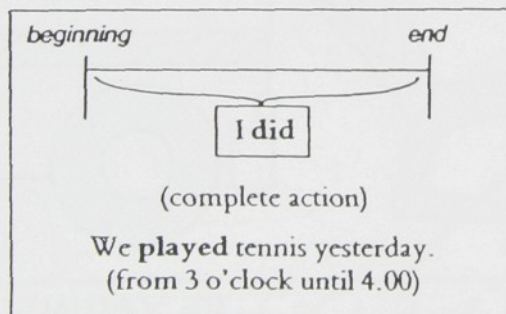 beginning end
I did
(complete action)
We played tennis yesterday.
(from 3 o'clock until 4.00)